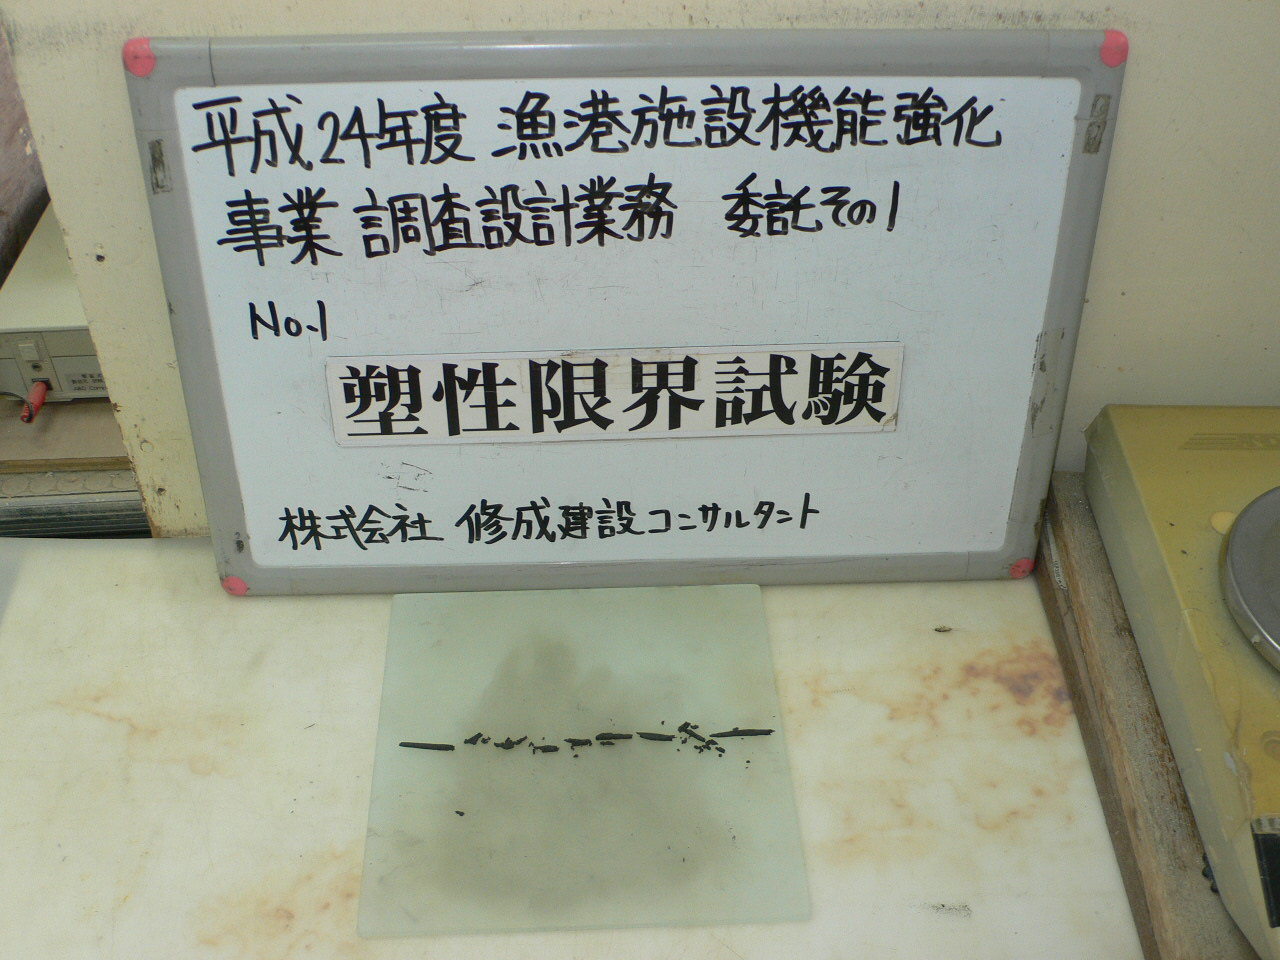 平成24年度 漁港施設機能強化
事業 調査設計業務 委託その1
No.1
塑性限界試験
株式会社 修成建設コンサルタント